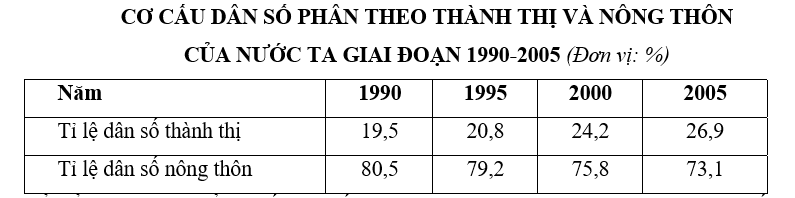 CƠ CẤU DÂN SỐ PHÂN THEO THÀNH THỊ VÀ NÔNG THÔN
CỦA NƯỚC TA GIAI ĐOẠN 1990-2005 (Đơn vị: %)
Năm 1990 1995 2000 2005
Tỉ lệ dân số thành thị 19,5 20,8 24,2 26,9
Tỉ lệ dân số nông thôn 80,5 79,2 75,8 73,1